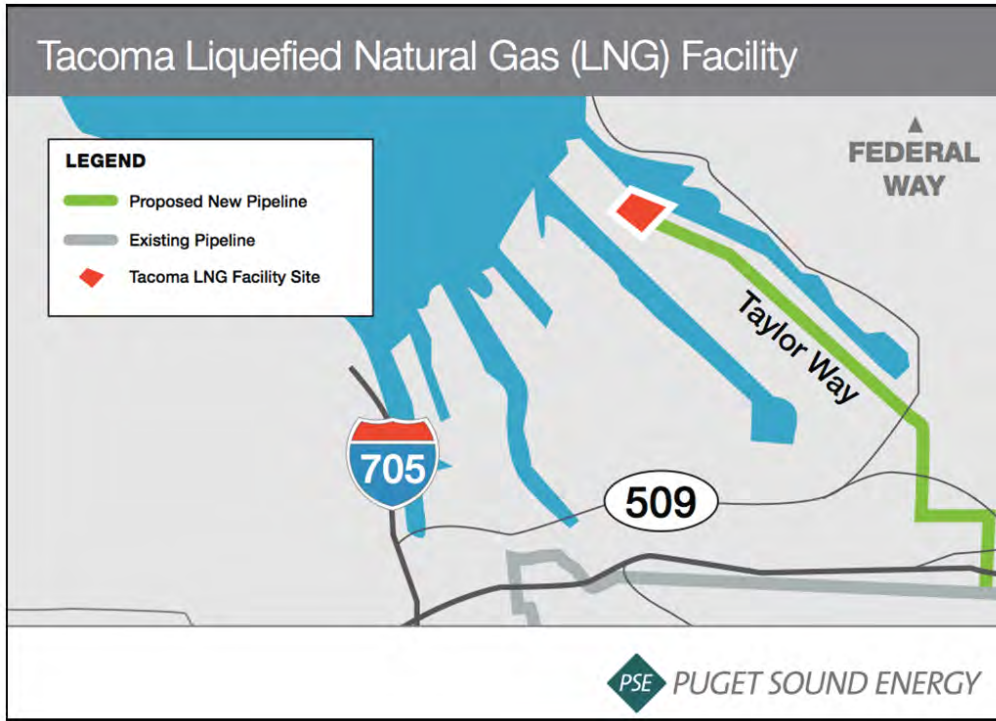 Tacoma Liquefied Natural Gas (LNG) Facility
LEGEND
Proposed New Pipeline
Existing Pipeline
Tacoma LNG Facility Site
FEDERAL
WAY
Taylor Way
705
509
PSE PUGET SOUND ENERGY